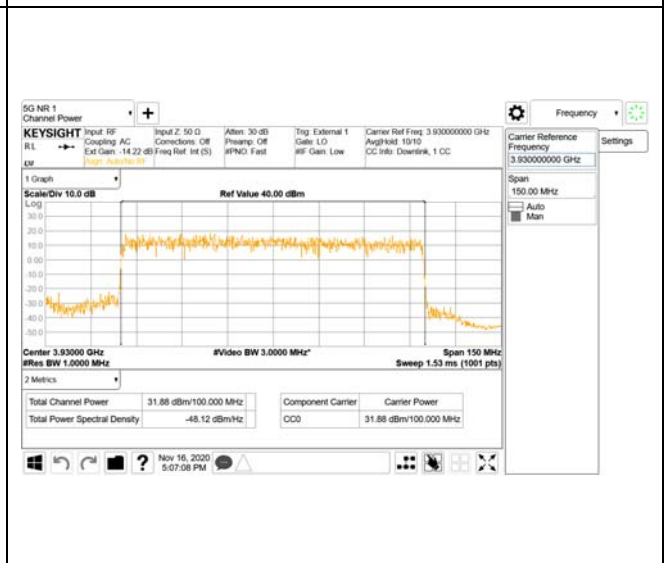 5G NR 1
Channel Power
+
Frequency
KEYSIGHT
RL
Input: RF
Coupling: AC
Ext Gain: -14.22 dB
Align: Auto/No RF
Input Z: 50 Ω
Corrections: Off
Freq Ref: Int (S)
Atten: 30 dB
Preamp: Off
#PNO: Fast
Trig: External 1
Gate: LO
#IF Gain: Low
Carrier Ref Freq: 3.930000000 GHz
Avg|Hold: 10/10
CC Info: Downlink, 1 CC
Carrier Reference
Frequency
3.930000000 GHz
Settings
Span
150.00 MHz
Auto
Man
1 Graph
Scale/Div 10.0 dB
Ref Value 40.00 dBm
Log
30.0
20.0
10.0
0.00
-10.0
-20.0
-30.0
-40.0
-50.0
Center 3.93000 GHz
#Video BW 3.0000 MHz*
Span 150 MHz
#Res BW 1.0000 MHz
Sweep 1.53 ms (1001 pts)
2 Metrics
Total Channel Power 31.88 dBm/100.000 MHz
Total Power Spectral Density -48.12 dBm/Hz
Component Carrier Carrier Power
CC0 31.88 dBm/100.000 MHz
?
Nov 16, 2020
5:07:08 PM